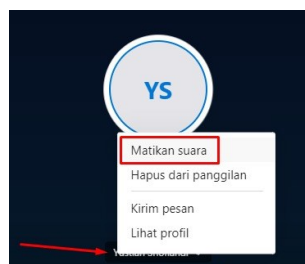 YS
Matikan suara
Hapus dari panggilan
Kirim pesan
Lihat profil